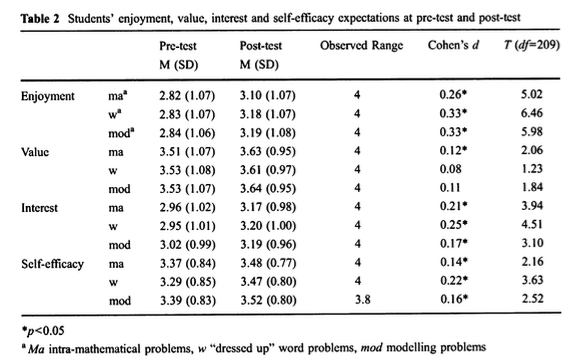 Table 2 Students' enjoyment, value, interest and self-efficacy expectations at pre-test and post-test
Pre-test Post-test Observed Range Cohen's d T (df=209)
M (SD) M (SD)
Enjoyment maᵃ 2.82 (1.07) 3.10 (1.07) 4 0.26* 5.02
wᵃ 2.83 (1.07) 3.18 (1.07) 4 0.33* 6.46
modᵃ 2.84 (1.06) 3.19 (1.08) 4 0.33* 5.98
Value ma 3.51 (1.07) 3.63 (0.95) 4 0.12* 2.06
w 3.53 (1.08) 3.61 (0.97) 4 0.08 1.23
mod 3.53 (1.07) 3.64 (0.95) 4 0.11 1.84
Interest ma 2.96 (1.02) 3.17 (0.98) 4 0.21* 3.94
w 2.95 (1.01) 3.20 (1.00) 4 0.25* 4.51
mod 3.02 (0.99) 3.19 (0.96) 4 0.17* 3.10
Self-efficacy ma 3.37 (0.84) 3.48 (0.77) 4 0.14* 2.16
w 3.29 (0.85) 3.47 (0.80) 4 0.22* 3.63
mod 3.39 (0.83) 3.52 (0.80) 3.8 0.16* 2.52
*p<0.05
ᵃ Ma intra-mathematical problems, w "dressed up" word problems, mod modelling problems